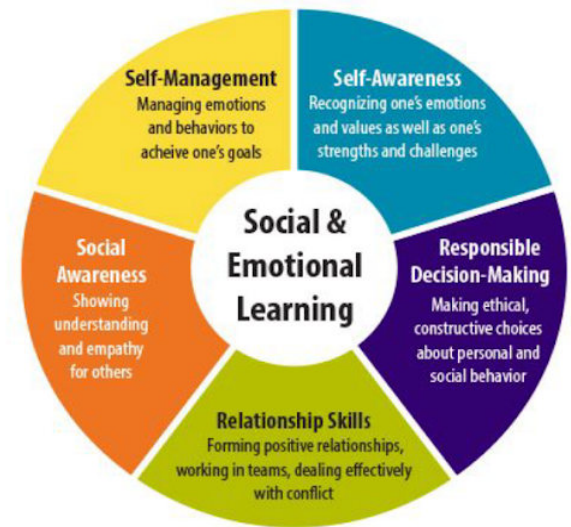 Self-Management
Managing emotions
and behaviors to
acheive one's goals
Self-Awareness
Recognizing one's emotions
and values as well as one's
strengths and challenges
Social &
Emotional
Learning
Social
Awareness
Showing
understanding
and empathy
for others
Responsible
Decision-Making
Making ethical,
constructive choices
about personal and
social behavior
Relationship Skills
Forming positive relationships,
working in teams, dealing effectively
with conflict